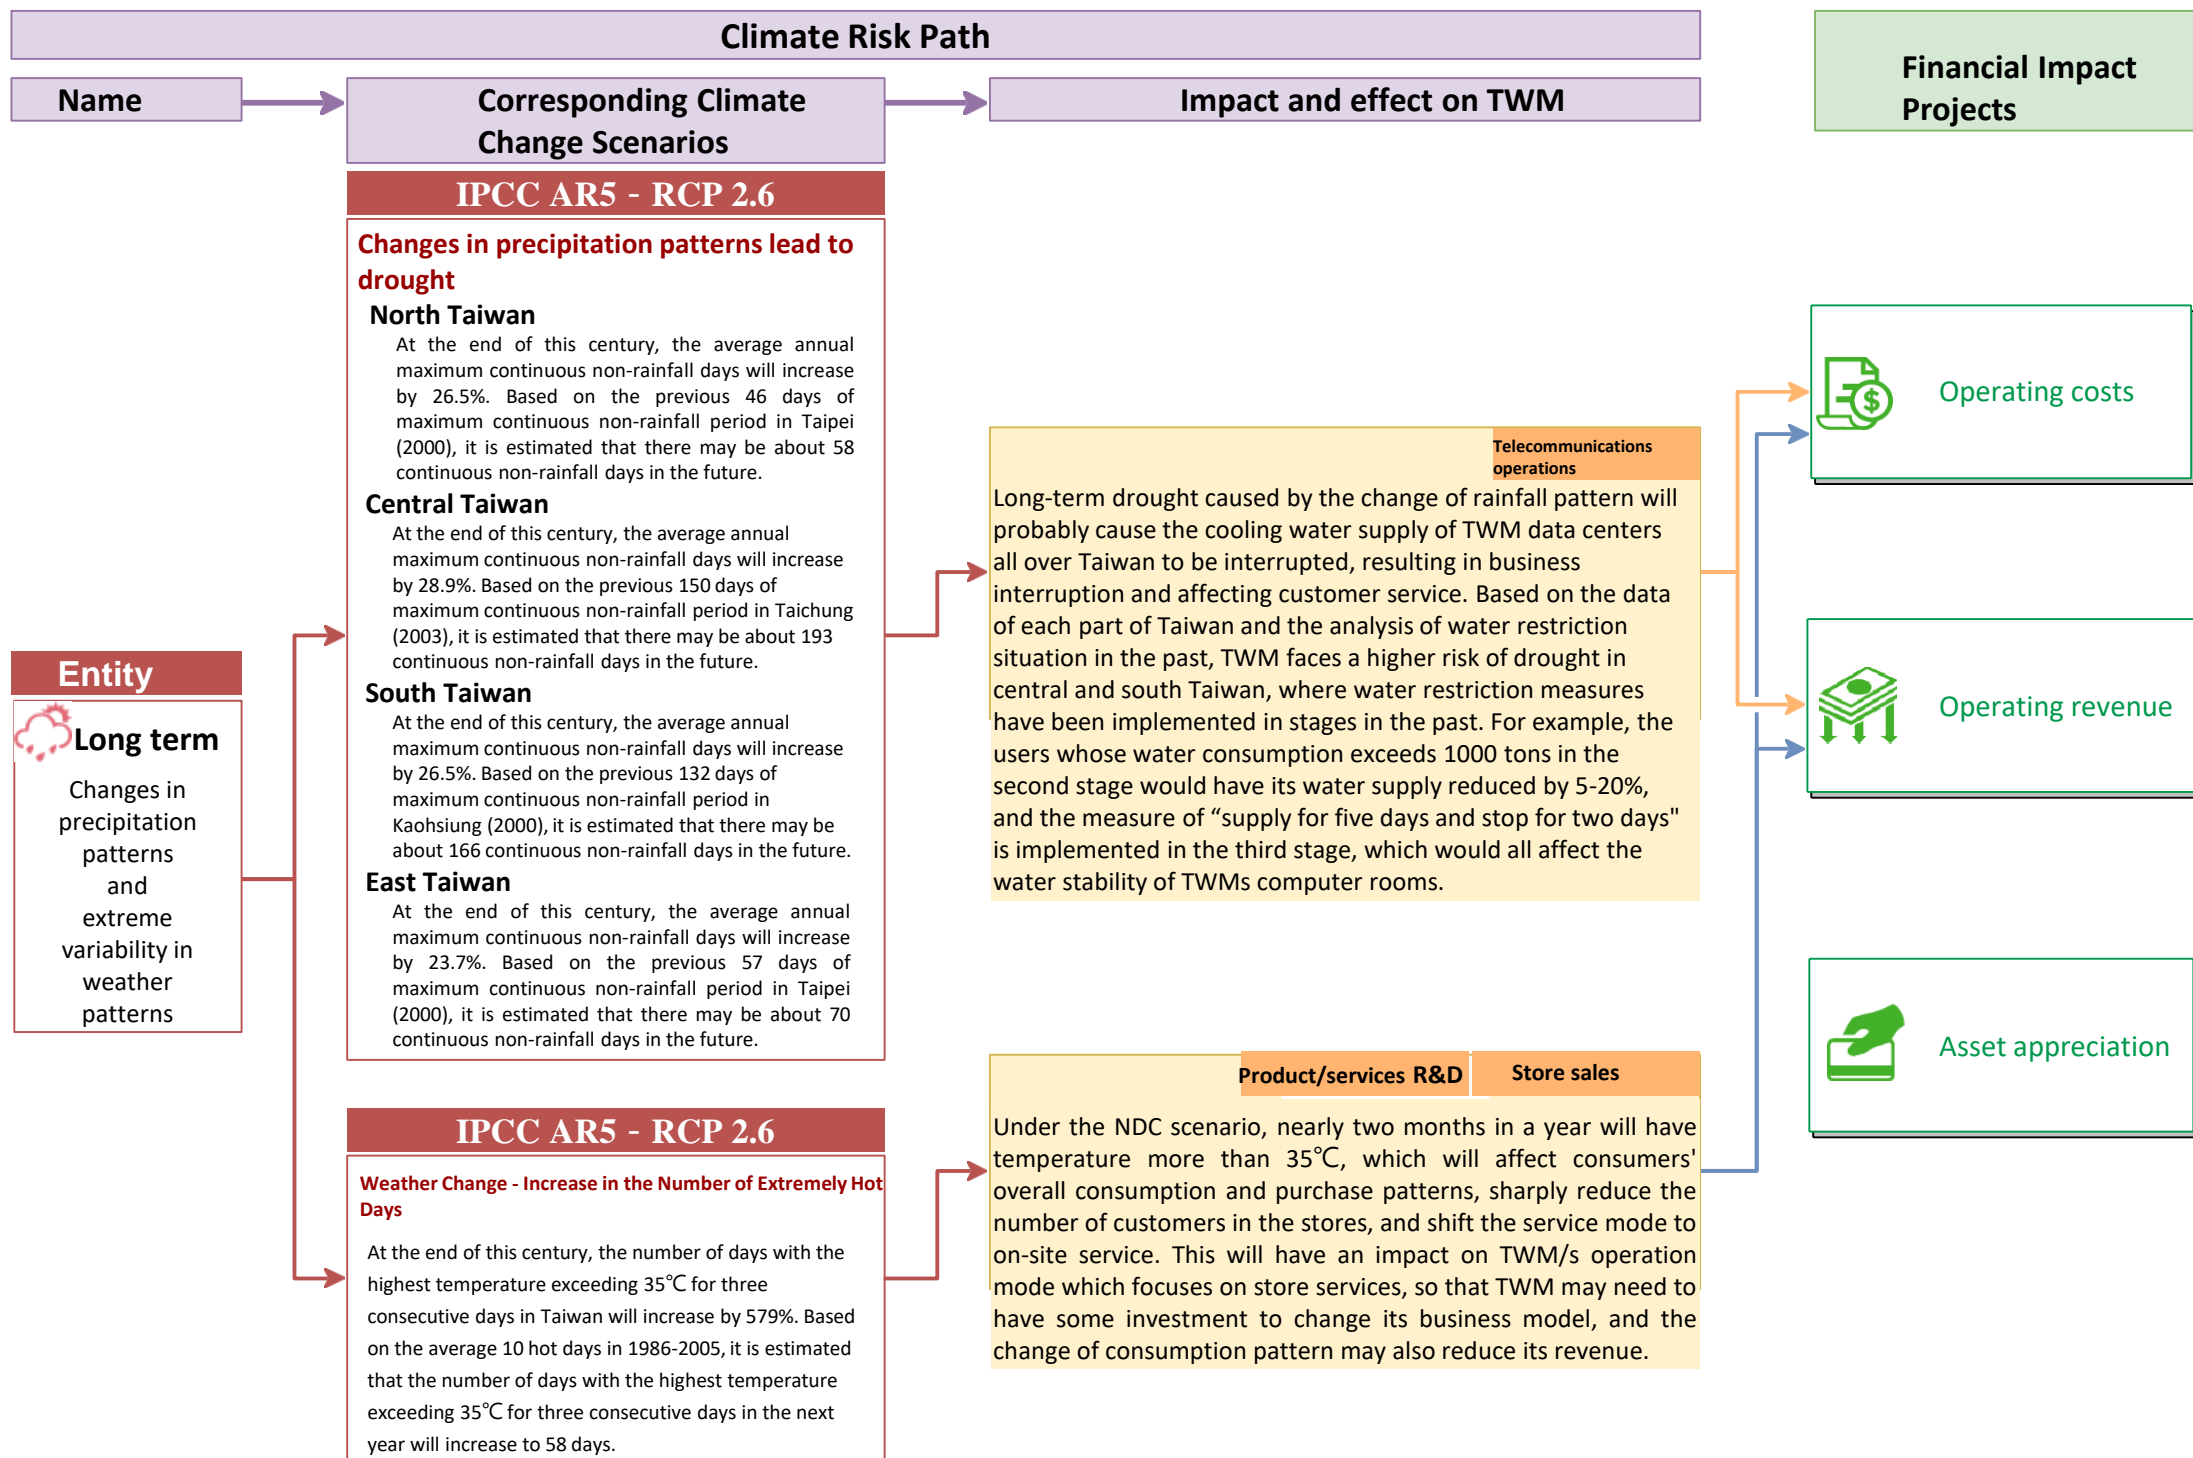 Climate Risk Path
Name
Corresponding Climate
Change Scenarios
Impact and effect on TWM
Financial Impact
Projects
Entity
Long term
Changes in
precipitation
patterns
and
extreme
variability in
weather
patterns
IPCC AR5 - RCP 2.6
Changes in precipitation patterns lead to
drought
North Taiwan
At the end of this century, the average annual
maximum continuous non-rainfall days will increase
by 26.5%. Based on the previous 46 days of
maximum continuous non-rainfall period in Taipei
(2000), it is estimated that there may be about 58
continuous non-rainfall days in the future.
Central Taiwan
At the end of this century, the average annual
maximum continuous non-rainfall days will increase
by 28.9%. Based on the previous 150 days of
maximum continuous non-rainfall period in Taichung
(2003), it is estimated that there may be about 193
continuous non-rainfall days in the future.
South Taiwan
At the end of this century, the average annual
maximum continuous non-rainfall days will increase
by 26.5%. Based on the previous 132 days of
maximum continuous non-rainfall period in
Kaohsiung (2000), it is estimated that there may be
about 166 continuous non-rainfall days in the future.
East Taiwan
At the end of this century, the average annual
maximum continuous non-rainfall days will increase
by 23.7%. Based on the previous 57 days of
maximum continuous non-rainfall period in Taipei
(2000), it is estimated that there may be about 70
continuous non-rainfall days in the future.
IPCC AR5 - RCP 2.6
Weather Change - Increase in the Number of Extremely Hot
Days
At the end of this century, the number of days with the
highest temperature exceeding 35℃ for three
consecutive days in Taiwan will increase by 579%. Based
on the average 10 hot days in 1986-2005, it is estimated
that the number of days with the highest temperature
exceeding 35℃ for three consecutive days in the next
year will increase to 58 days.
Telecommunications
operations
Long-term drought caused by the change of rainfall pattern will
probably cause the cooling water supply of TWM data centers
all over Taiwan to be interrupted, resulting in business
interruption and affecting customer service. Based on the data
of each part of Taiwan and the analysis of water restriction
situation in the past, TWM faces a higher risk of drought in
central and south Taiwan, where water restriction measures
have been implemented in stages in the past. For example, the
users whose water consumption exceeds 1000 tons in the
second stage would have its water supply reduced by 5-20%,
and the measure of “supply for five days and stop for two days"
is implemented in the third stage, which would all affect the
water stability of TWMs computer rooms.
Product/services R&D
Store sales
Under the NDC scenario, nearly two months in a year will have
temperature more than 35℃, which will affect consumers'
overall consumption and purchase patterns, sharply reduce the
number of customers in the stores, and shift the service mode to
on-site service. This will have an impact on TWM/s operation
mode which focuses on store services, so that TWM may need to
have some investment to change its business model, and the
change of consumption pattern may also reduce its revenue.
Operating costs
Operating revenue
Asset appreciation